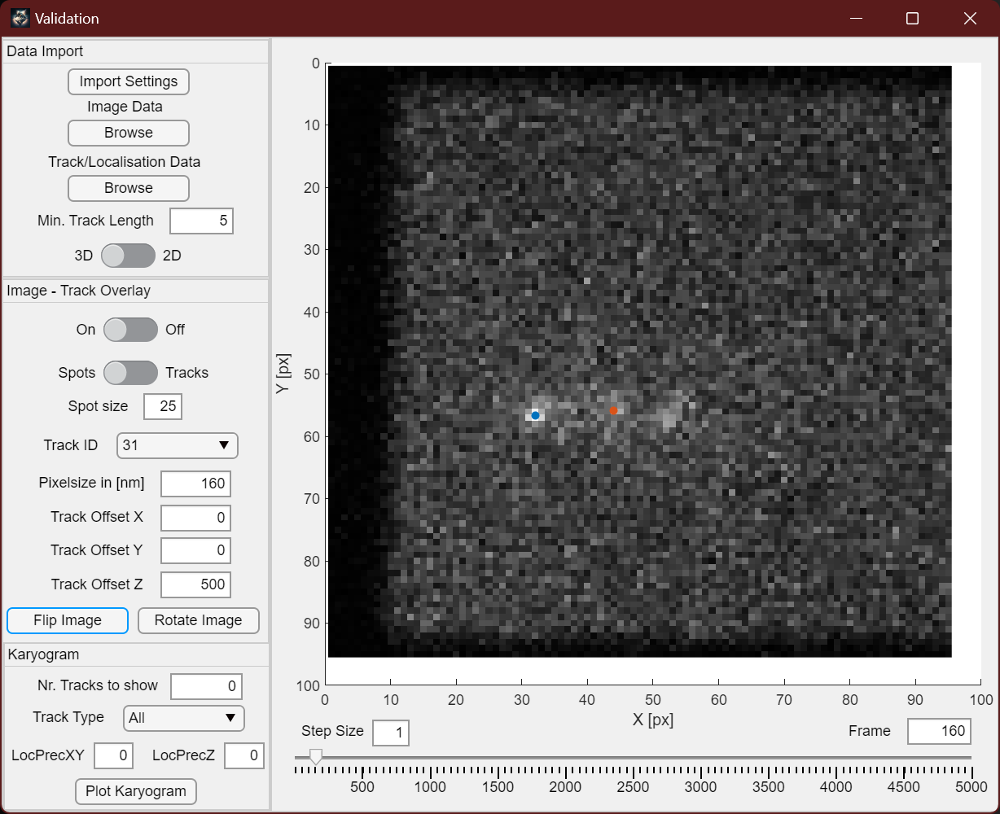 Validation
Data Import
Import Settings
Image Data
Browse
Track/Localisation Data
Browse
Min. Track Length 5
3D 2D
Image - Track Overlay
On Off
Spots Tracks
Spot size 25
Track ID 31
Pixelsize in [nm] 160
Track Offset X 0
Track Offset Y 0
Track Offset Z 500
Flip Image Rotate Image
Karyogram
Nr. Tracks to show 0
Track Type All
LocPrecXY 0 LocPrecZ 0
Plot Karyogram
0
10
20
30
40
50
60
70
80
90
100
Y [px]
0 10 20 30 40 50 60 70 80 90 100
X [px]
Step Size 1
Frame 160
500 1000 1500 2000 2500 3000 3500 4000 4500 5000